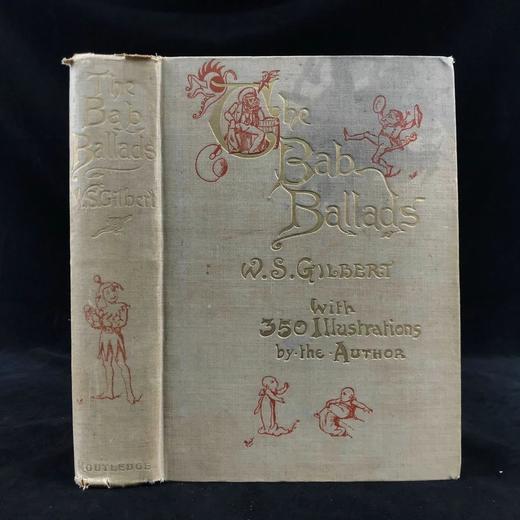 The
Bab
Ballads
W.S.Gilbert
ROUTLEDGE
The
Bab
Ballads
W. S. GILBERT
With
350 Illustrations
by·the·AUTHOR